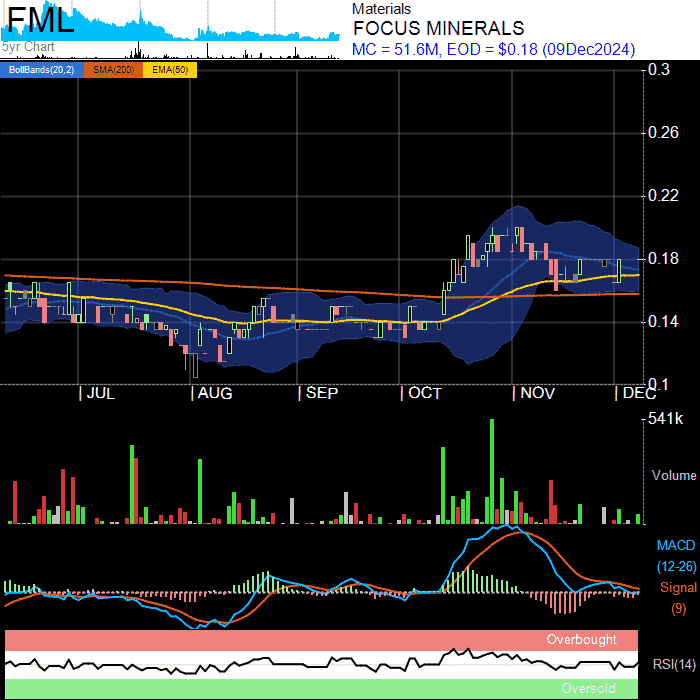 FML
5yr Chart
Materials
FOCUS MINERALS
MC = 51.6M, EOD = $0.18 (09Dec2024)
BollBands(20,2) SMA(200) EMA(50)
0.3
0.26
0.22
0.18
0.14
0.1
JUL AUG SEP OCT NOV DEC
541k
Volume
MACD
(12-26)
Signal
(9)
Overbought
RSI(14)
Oversold